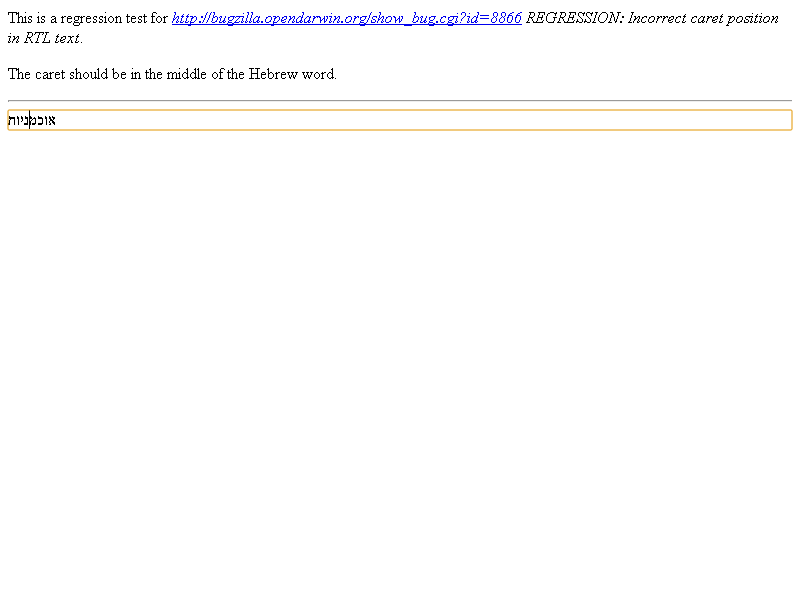 This is a regression test for http://bugzilla.opendarwin.org/show_bug.cgi?id=8866 REGRESSION: Incorrect caret position
in RTL text.
The caret should be in the middle of the Hebrew word.
אוכמניות